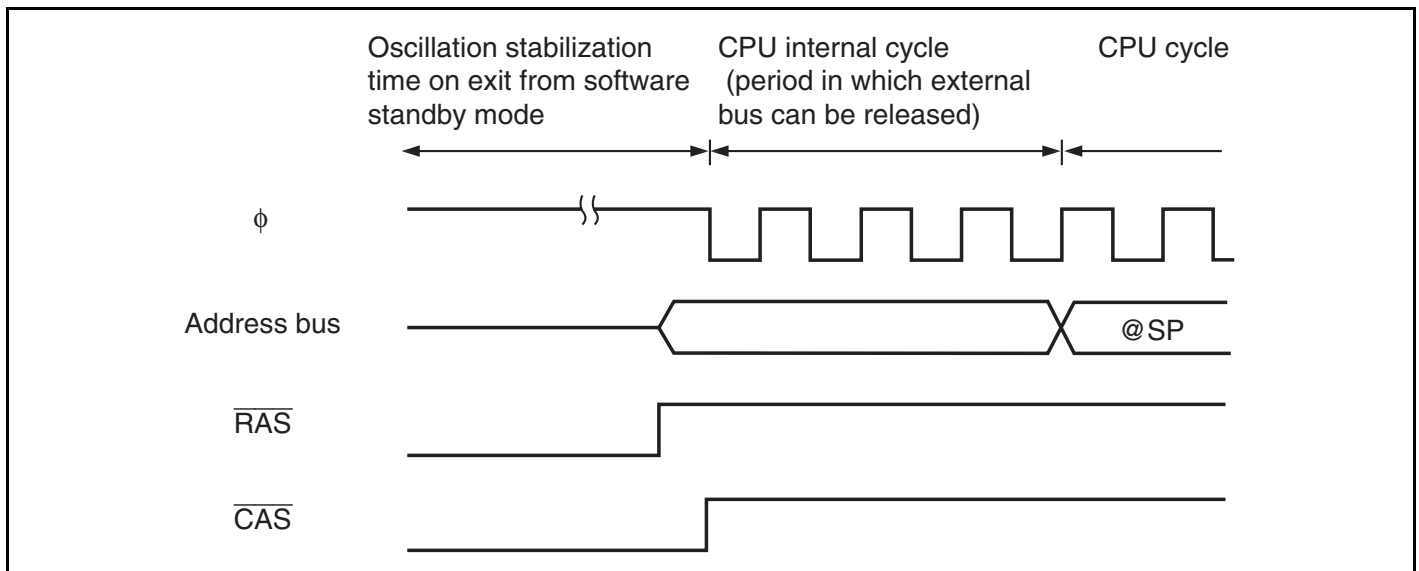 Oscillation stabilization
time on exit from software
standby mode
CPU internal cycle
(period in which external
bus can be released)
CPU cycle
ϕ
Address bus
@SP
RAS
CAS